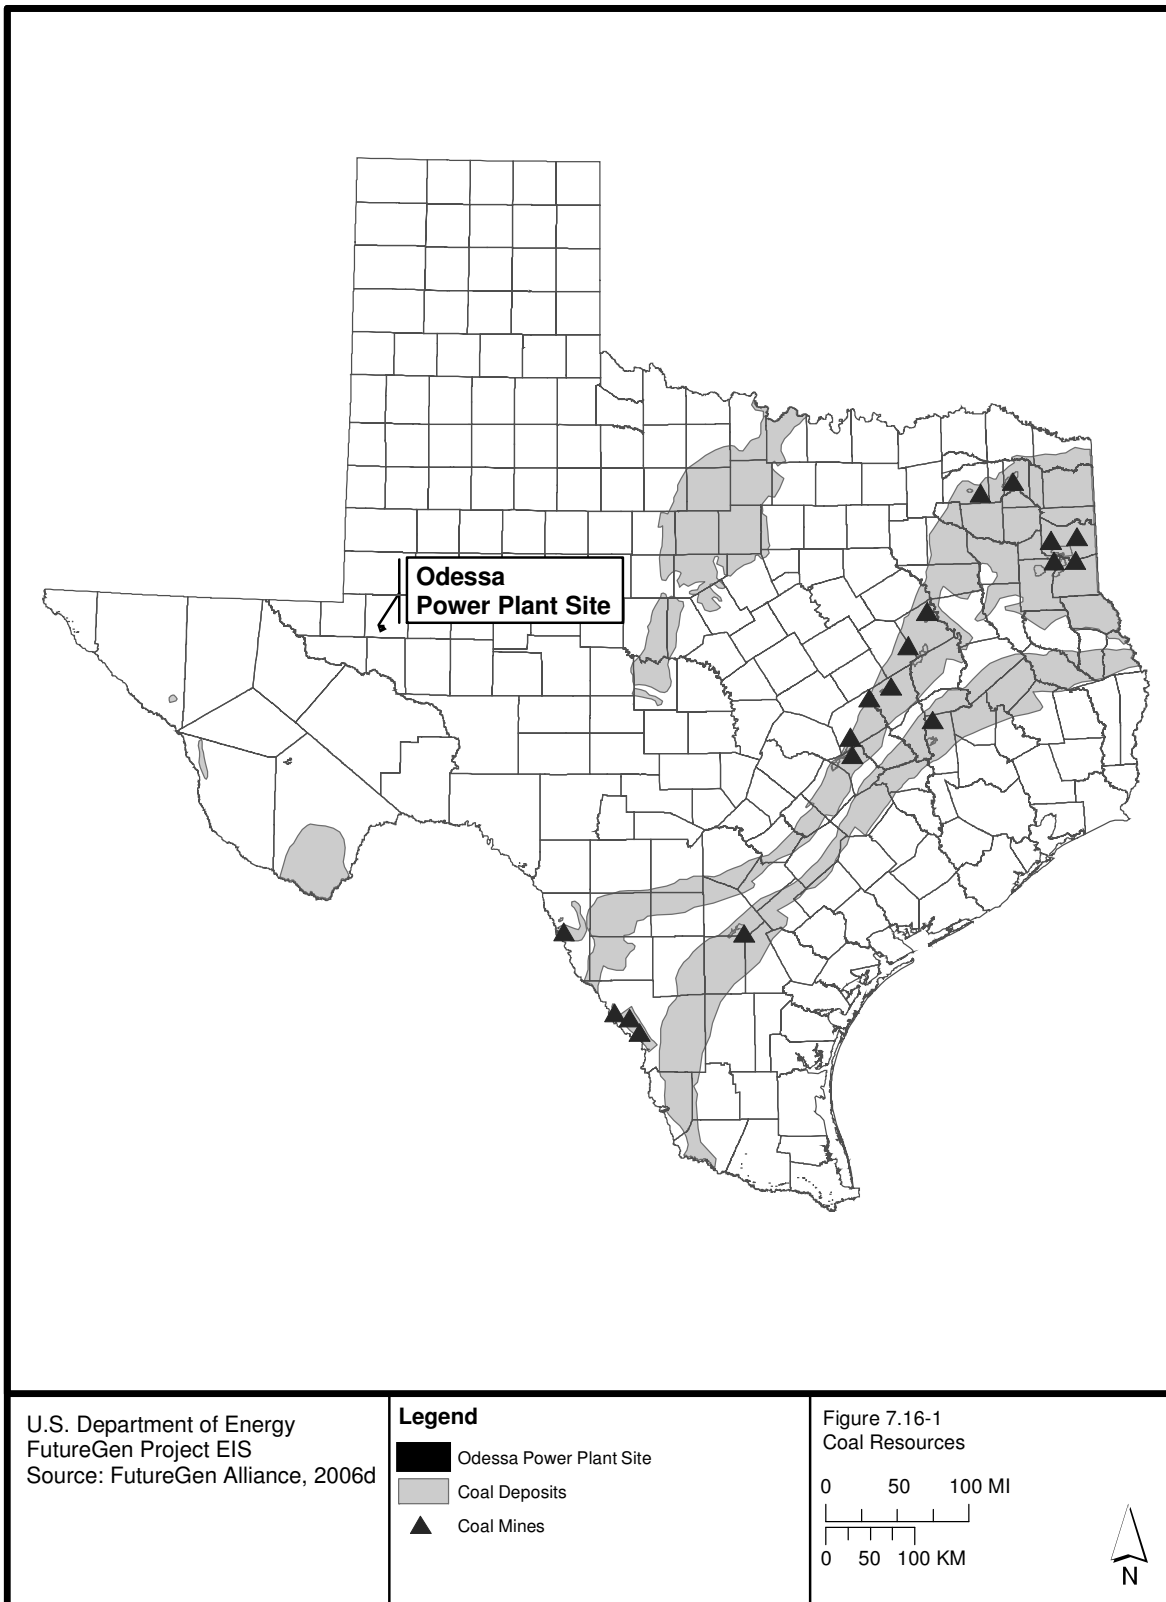 Odessa
Power Plant Site
U.S. Department of Energy
FutureGen Project EIS
Source: FutureGen Alliance, 2006d
Legend
Odessa Power Plant Site
Coal Deposits
Coal Mines
Figure 7.16-1
Coal Resources
0 50 100 MI
0 50 100 KM
N